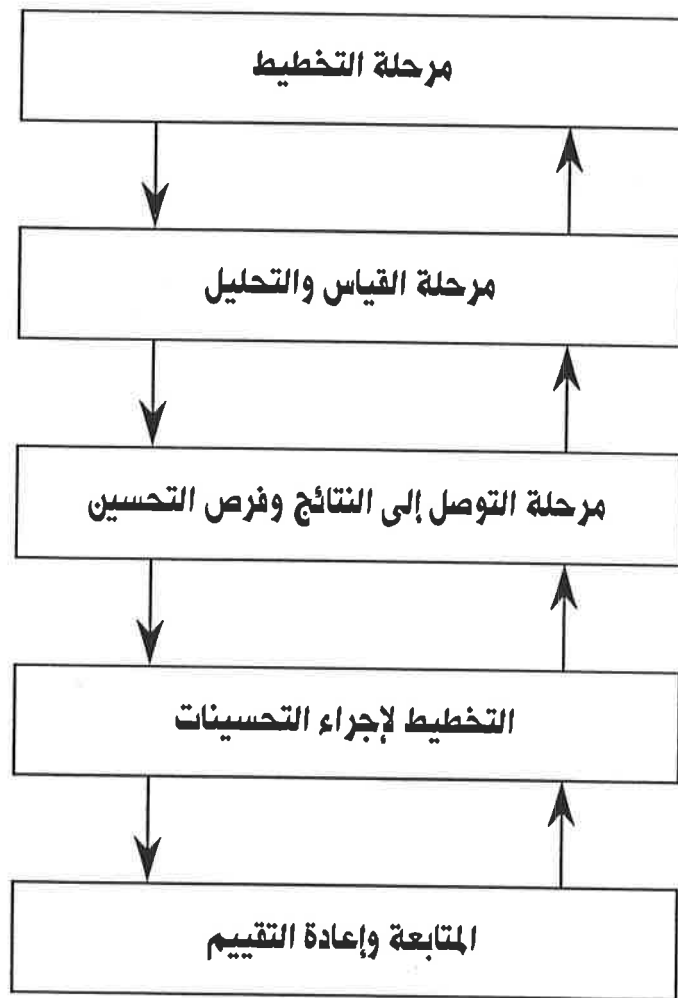 مرحلة التخطيط
مرحلة القياس والتحليل
مرحلة التوصل إلى النتائج وفرص التحسين
التخطيط لإجراء التحسينات
المتابعة وإعادة التقييم